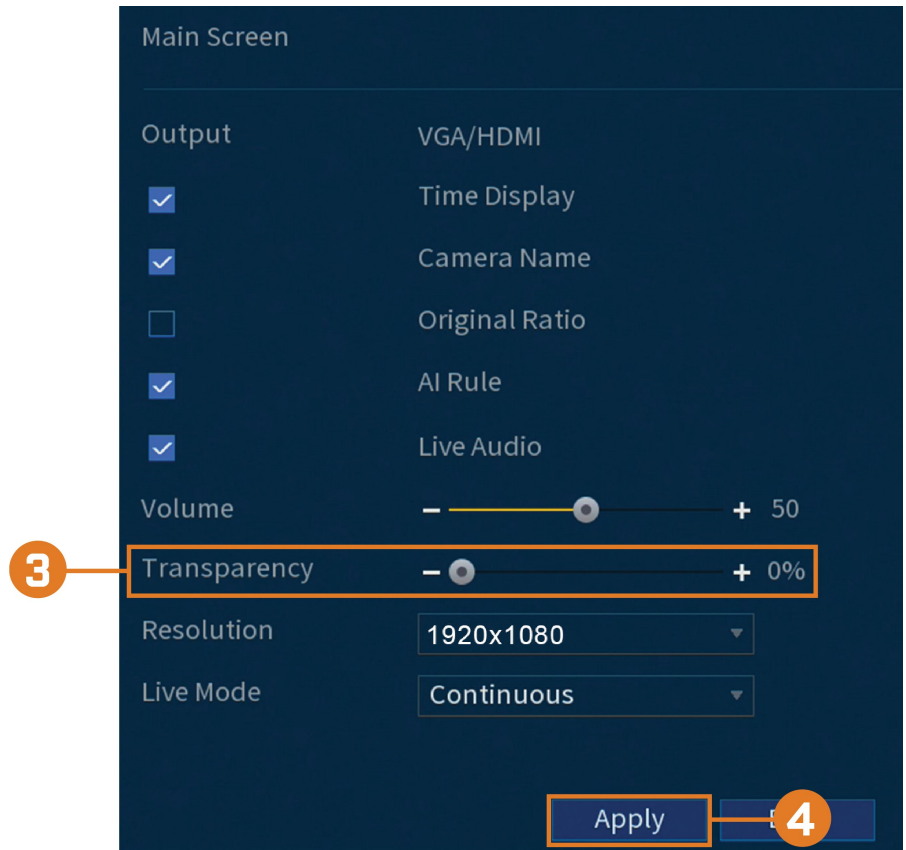 Main Screen
Output VGA/HDMI
Time Display
Camera Name
Original Ratio
AI Rule
Live Audio
Volume − + 50
3 Transparency − + 0%
Resolution 1920x1080
Live Mode Continuous
Apply 4